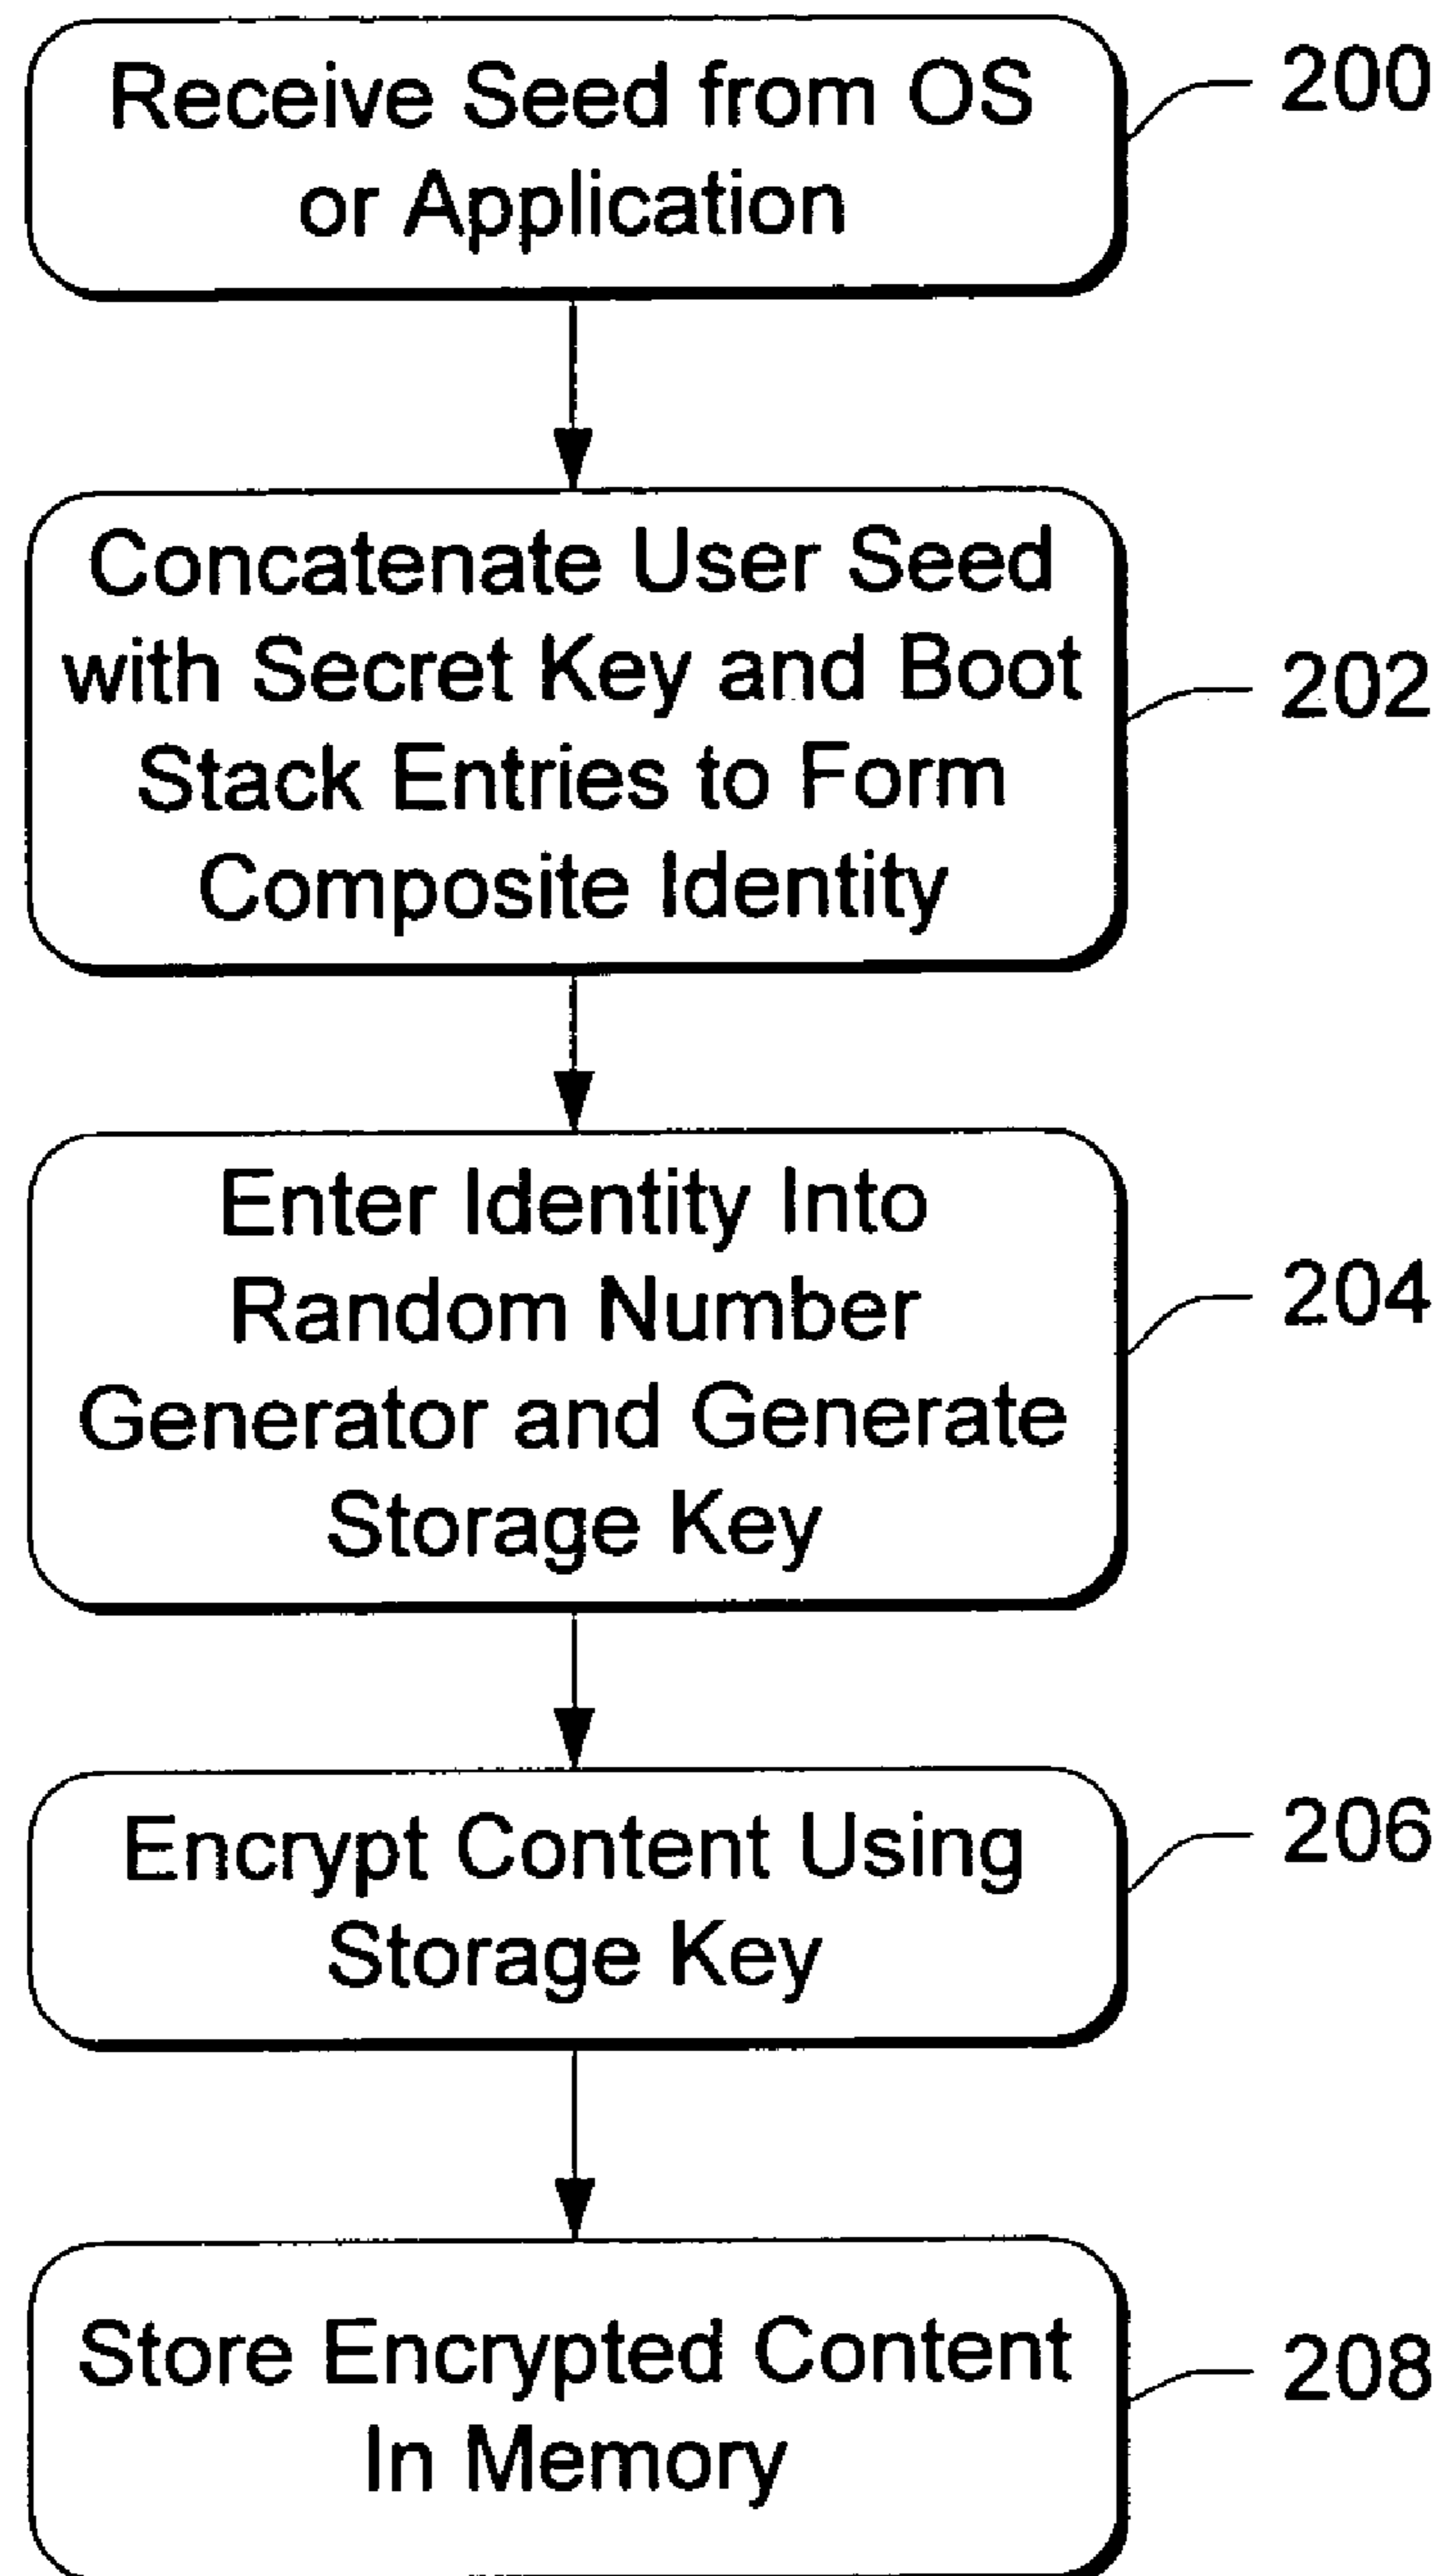 Receive Seed from OS
or Application
200
Concatenate User Seed
with Secret Key and Boot
Stack Entries to Form
Composite Identity
202
Enter Identity Into
Random Number
Generator and Generate
Storage Key
204
Encrypt Content Using
Storage Key
206
Store Encrypted Content
In Memory
208